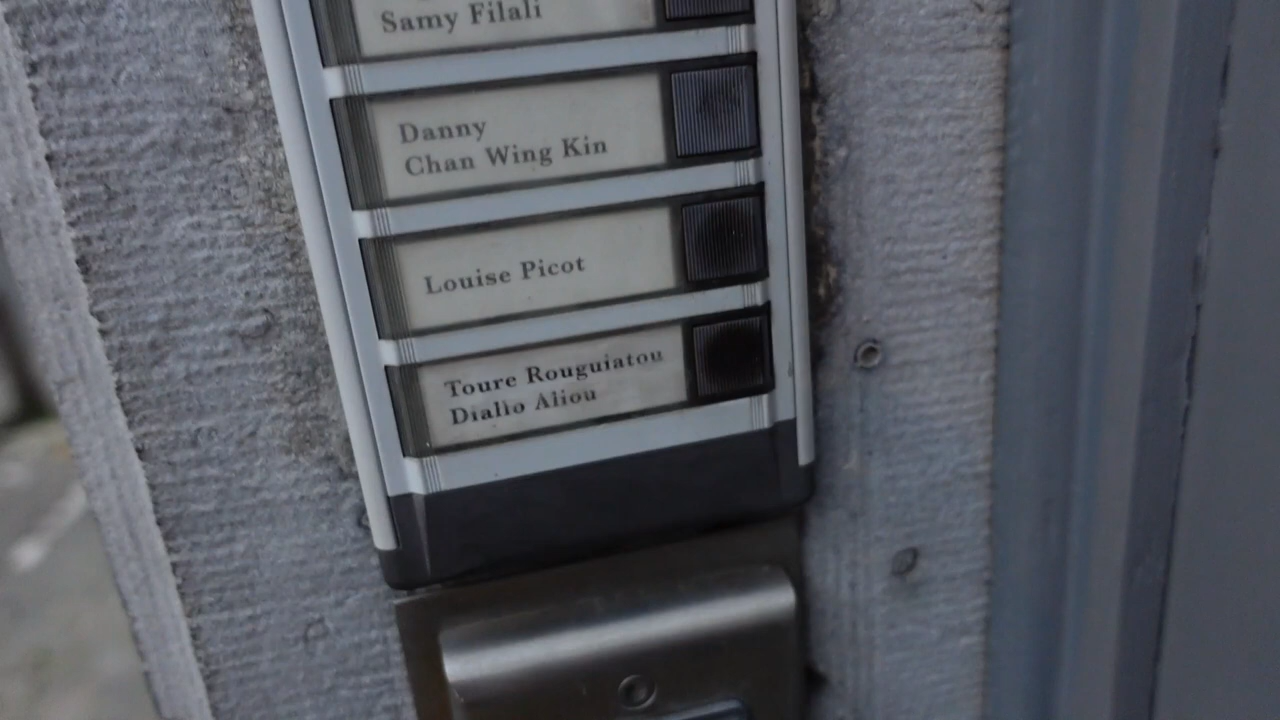 Samy Filali
Danny
Chan Wing Kin
Louise Picot
Toure Rouguiatou
Diallo Aliou